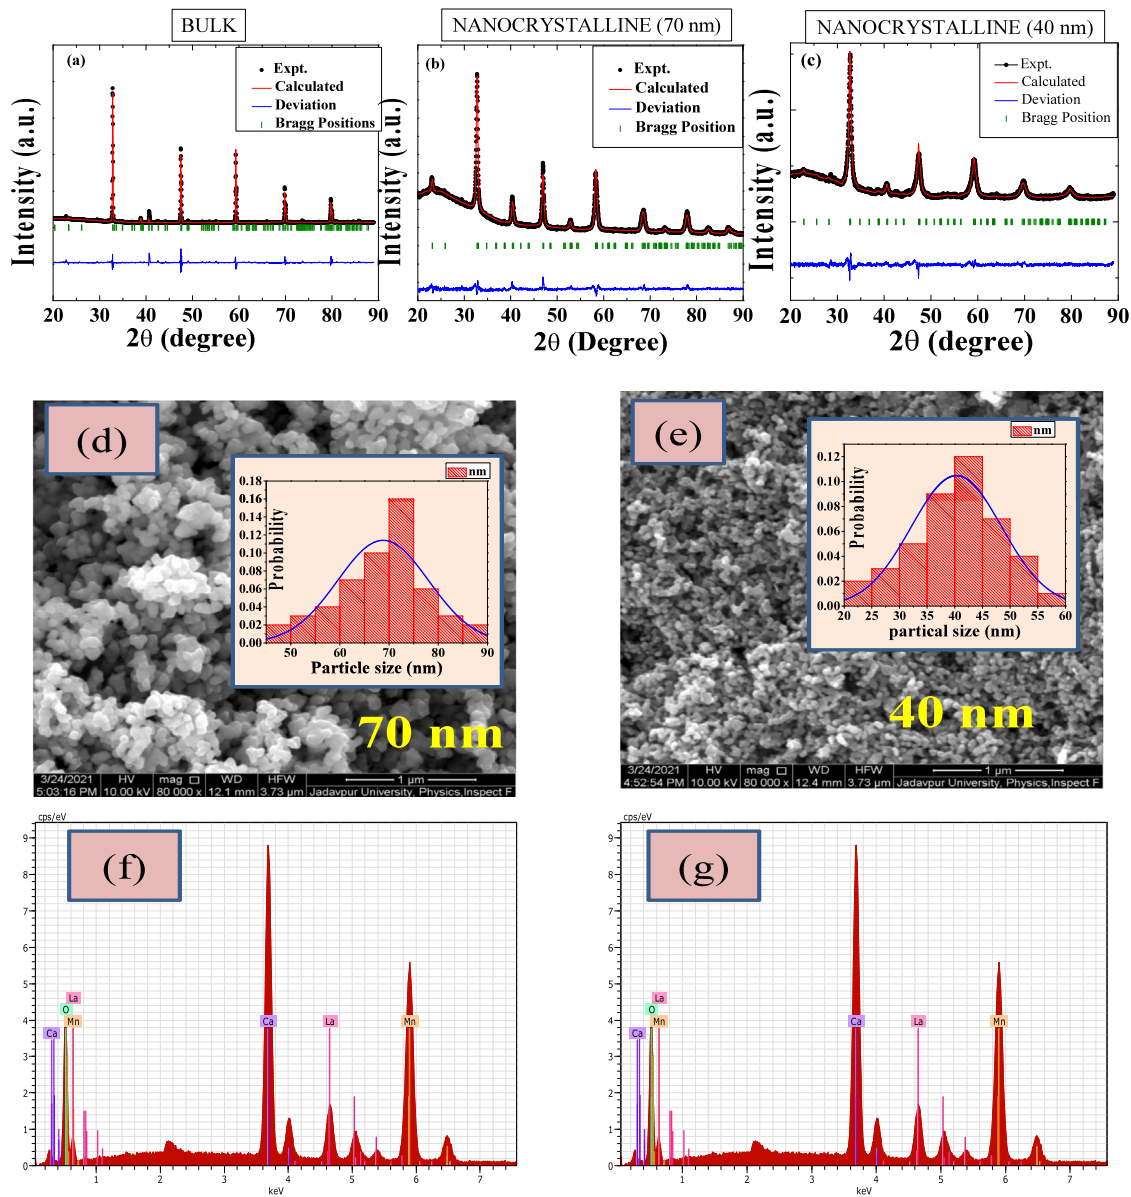 BULK
NANOCRYSTALLINE (70 nm)
NANOCRYSTALLINE (40 nm)
(a)
Expt.
Calculated
Deviation
Bragg Positions
Intensity (a.u.)
20 30 40 50 60 70 80 90
2θ (degree)
(b)
Expt.
Calculated
Deviation
Bragg Position
Intensity (a.u.)
20 30 40 50 60 70 80 90
2θ (Degree)
(c)
Expt.
Calculated
Deviation
Bragg Position
Intensity (a.u.)
20 30 40 50 60 70 80 90
2θ (degree)
(d)
nm
0.18
0.16
0.14
0.12
0.10
0.08
0.06
0.04
0.02
0.00
Probability
50 60 70 80 90
Particle size (nm)
70 nm
3/24/2021 HV mag WD HFW 1 µm
5:03:16 PM 10.00 kV 80 000 x 12.1 mm 3.73 µm Jadavpur University, Physics,Inspect F
(e)
nm
0.12
0.10
0.08
0.06
0.04
0.02
0.00
Probability
20 25 30 35 40 45 50 55 60
partical size (nm)
40 nm
3/24/2021 HV mag WD HFW 1 µm
4:52:54 PM 10.00 kV 80 000 x 12.4 mm 3.73 µm Jadavpur University, Physics,Inspect F
cps/eV
(f)
9
8
7
6
5
4
3
2
1
0
La
O
Mn
Ca
Ca
La
Mn
1 2 3 4 5 6 7
keV
cps/eV
(g)
9
8
7
6
5
4
3
2
1
0
La
O
Mn
Ca
Ca
La
Mn
1 2 3 4 5 6 7
keV